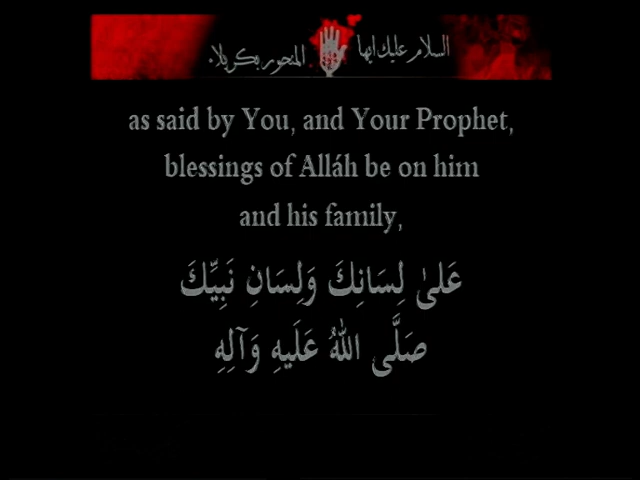 السلام عليك ايها المنحور بكربلاء
as said by You, and Your Prophet,
blessings of Alláh be on him
and his family,
عَلىٰ لِسَانِكَ وَلِسَانِ نَبِيِّكَ
صَلَّى اللهُ عَلَيهِ وَآلِهِ